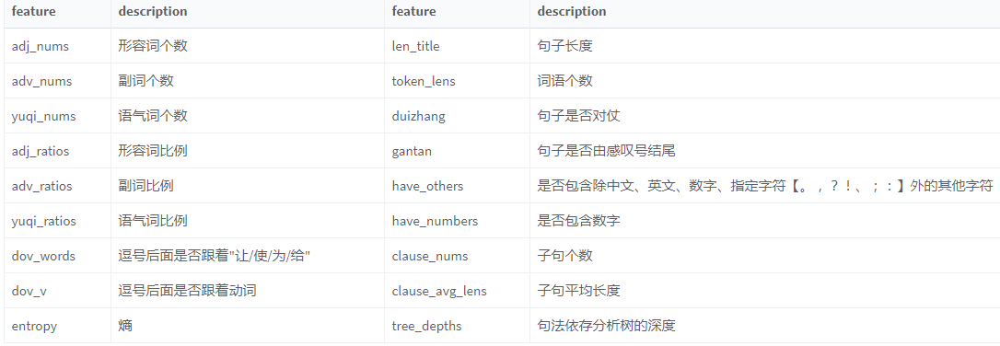 feature description feature description
adj_nums 形容词个数 len_title 句子长度
adv_nums 副词个数 token_lens 词语个数
yuqi_nums 语气词个数 duizhang 句子是否对仗
adj_ratios 形容词比例 gantan 句子是否由感叹号结尾
adv_ratios 副词比例 have_others 是否包含除中文、英文、数字、指定字符【。，？！、；：】外的其他字符
yuqi_ratios 语气词比例 have_numbers 是否包含数字
dov_words 逗号后面是否跟着"让/使/为/给" clause_nums 子句个数
dov_v 逗号后面是否跟着动词 clause_avg_lens 子句平均长度
entropy 熵 tree_depths 句法依存分析树的深度